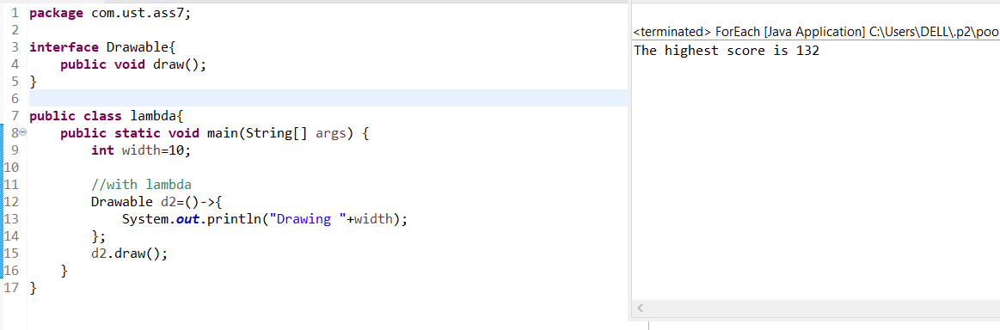 1 package com.ust.ass7;
2
3 interface Drawable{
4     public void draw();
5 }
6
7 public class lambda{
8     public static void main(String[] args) {
9         int width=10;
10
11         //with lambda
12         Drawable d2=()->{
13             System.out.println("Drawing "+width);
14         };
15         d2.draw();
16     }
17 }
<terminated> ForEach [Java Application] C:\Users\DELL\.p2\poo
The highest score is 132